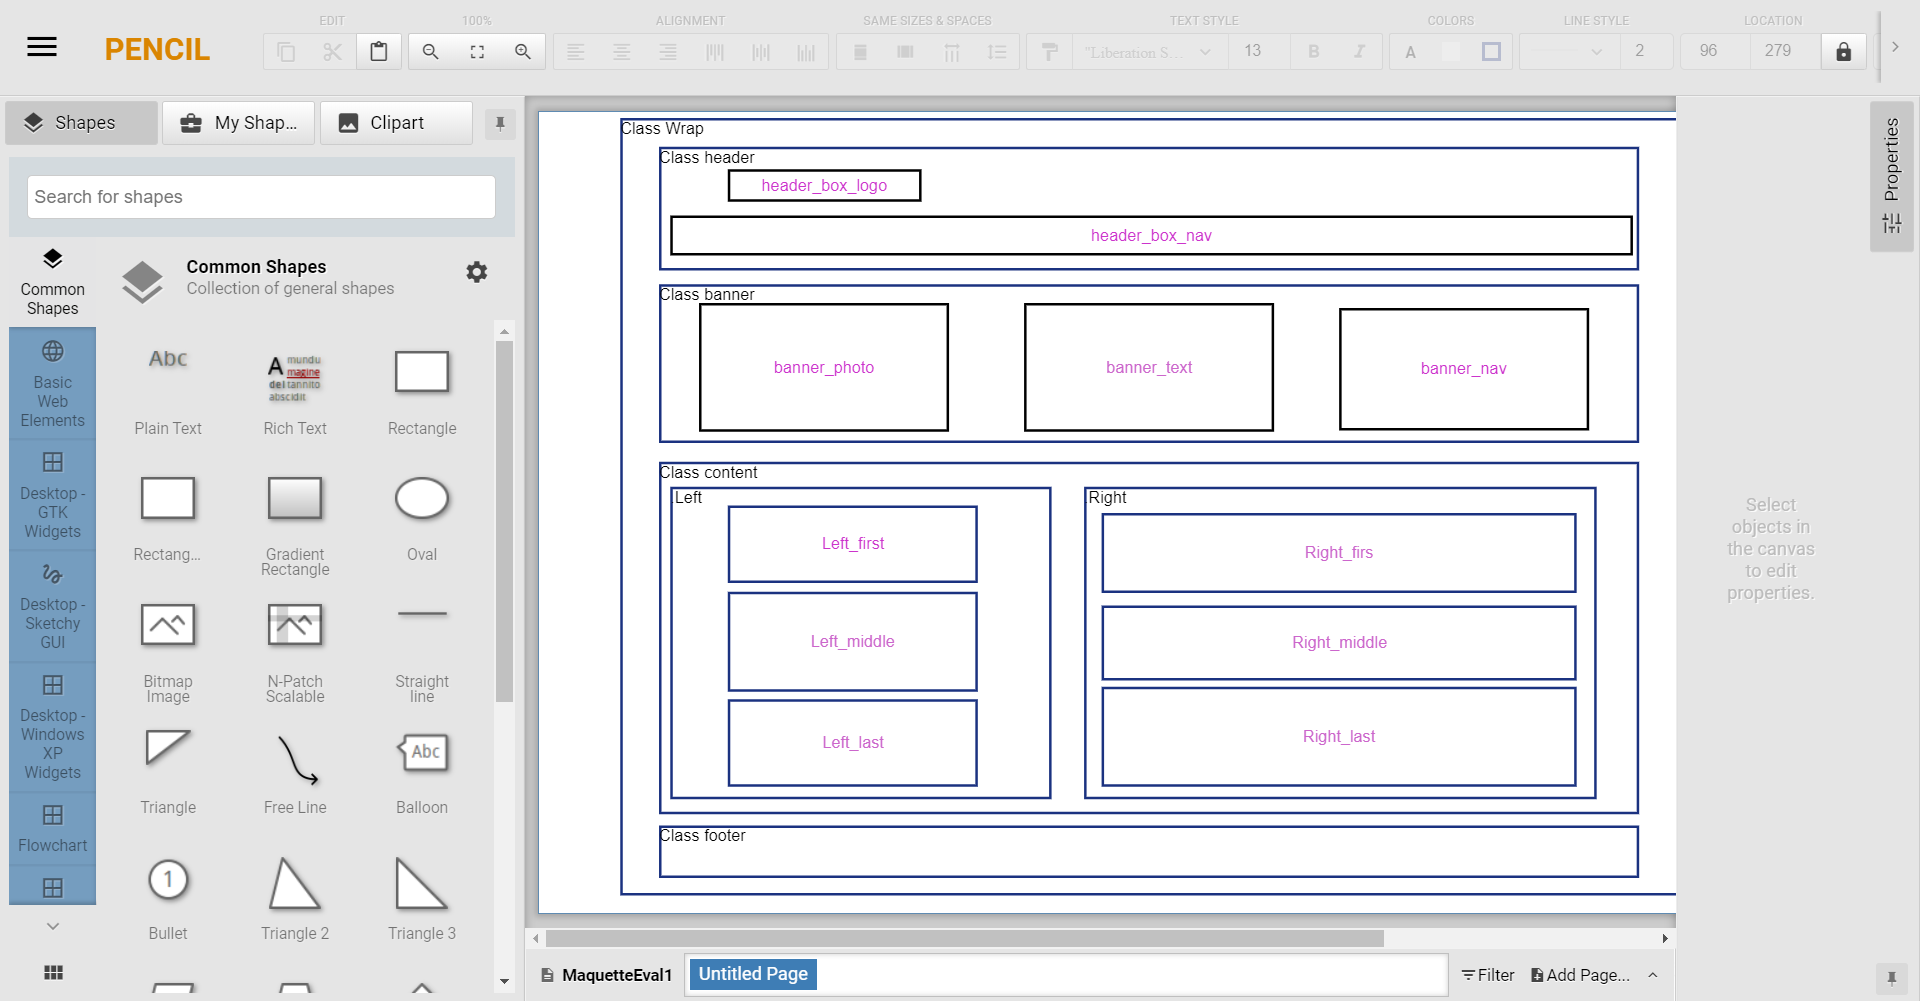 EDIT
100%
ALIGNMENT
SAME SIZES & SPACES
TEXT STYLE
COLORS
LINE STYLE
LOCATION
PENCIL
"Liberation S...
13
B
I
A
2
96
279
Shapes
My Shap...
Clipart
Search for shapes
Common
Shapes
Basic
Web
Elements
Desktop -
GTK
Widgets
Desktop -
Sketchy
GUI
Desktop -
Windows
XP
Widgets
Flowchart
Common Shapes
Collection of general shapes
Abc
A mundu
magine
del tannito
abscidit
Plain Text
Rich Text
Rectangle
Rectang...
Gradient
Rectangle
Oval
Bitmap
Image
N-Patch
Scalable
Straight
line
Abc
Triangle
Free Line
Balloon
1
Bullet
Triangle 2
Triangle 3
Class Wrap
Class header
header_box_logo
header_box_nav
Class banner
banner_photo
banner_text
banner_nav
Class content
Left
Left_first
Left_middle
Left_last
Right
Right_firs
Right_middle
Right_last
Class footer
Properties
Select
objects in
the canvas
to edit
properties.
MaquetteEval1
Untitled Page
Filter
Add Page...